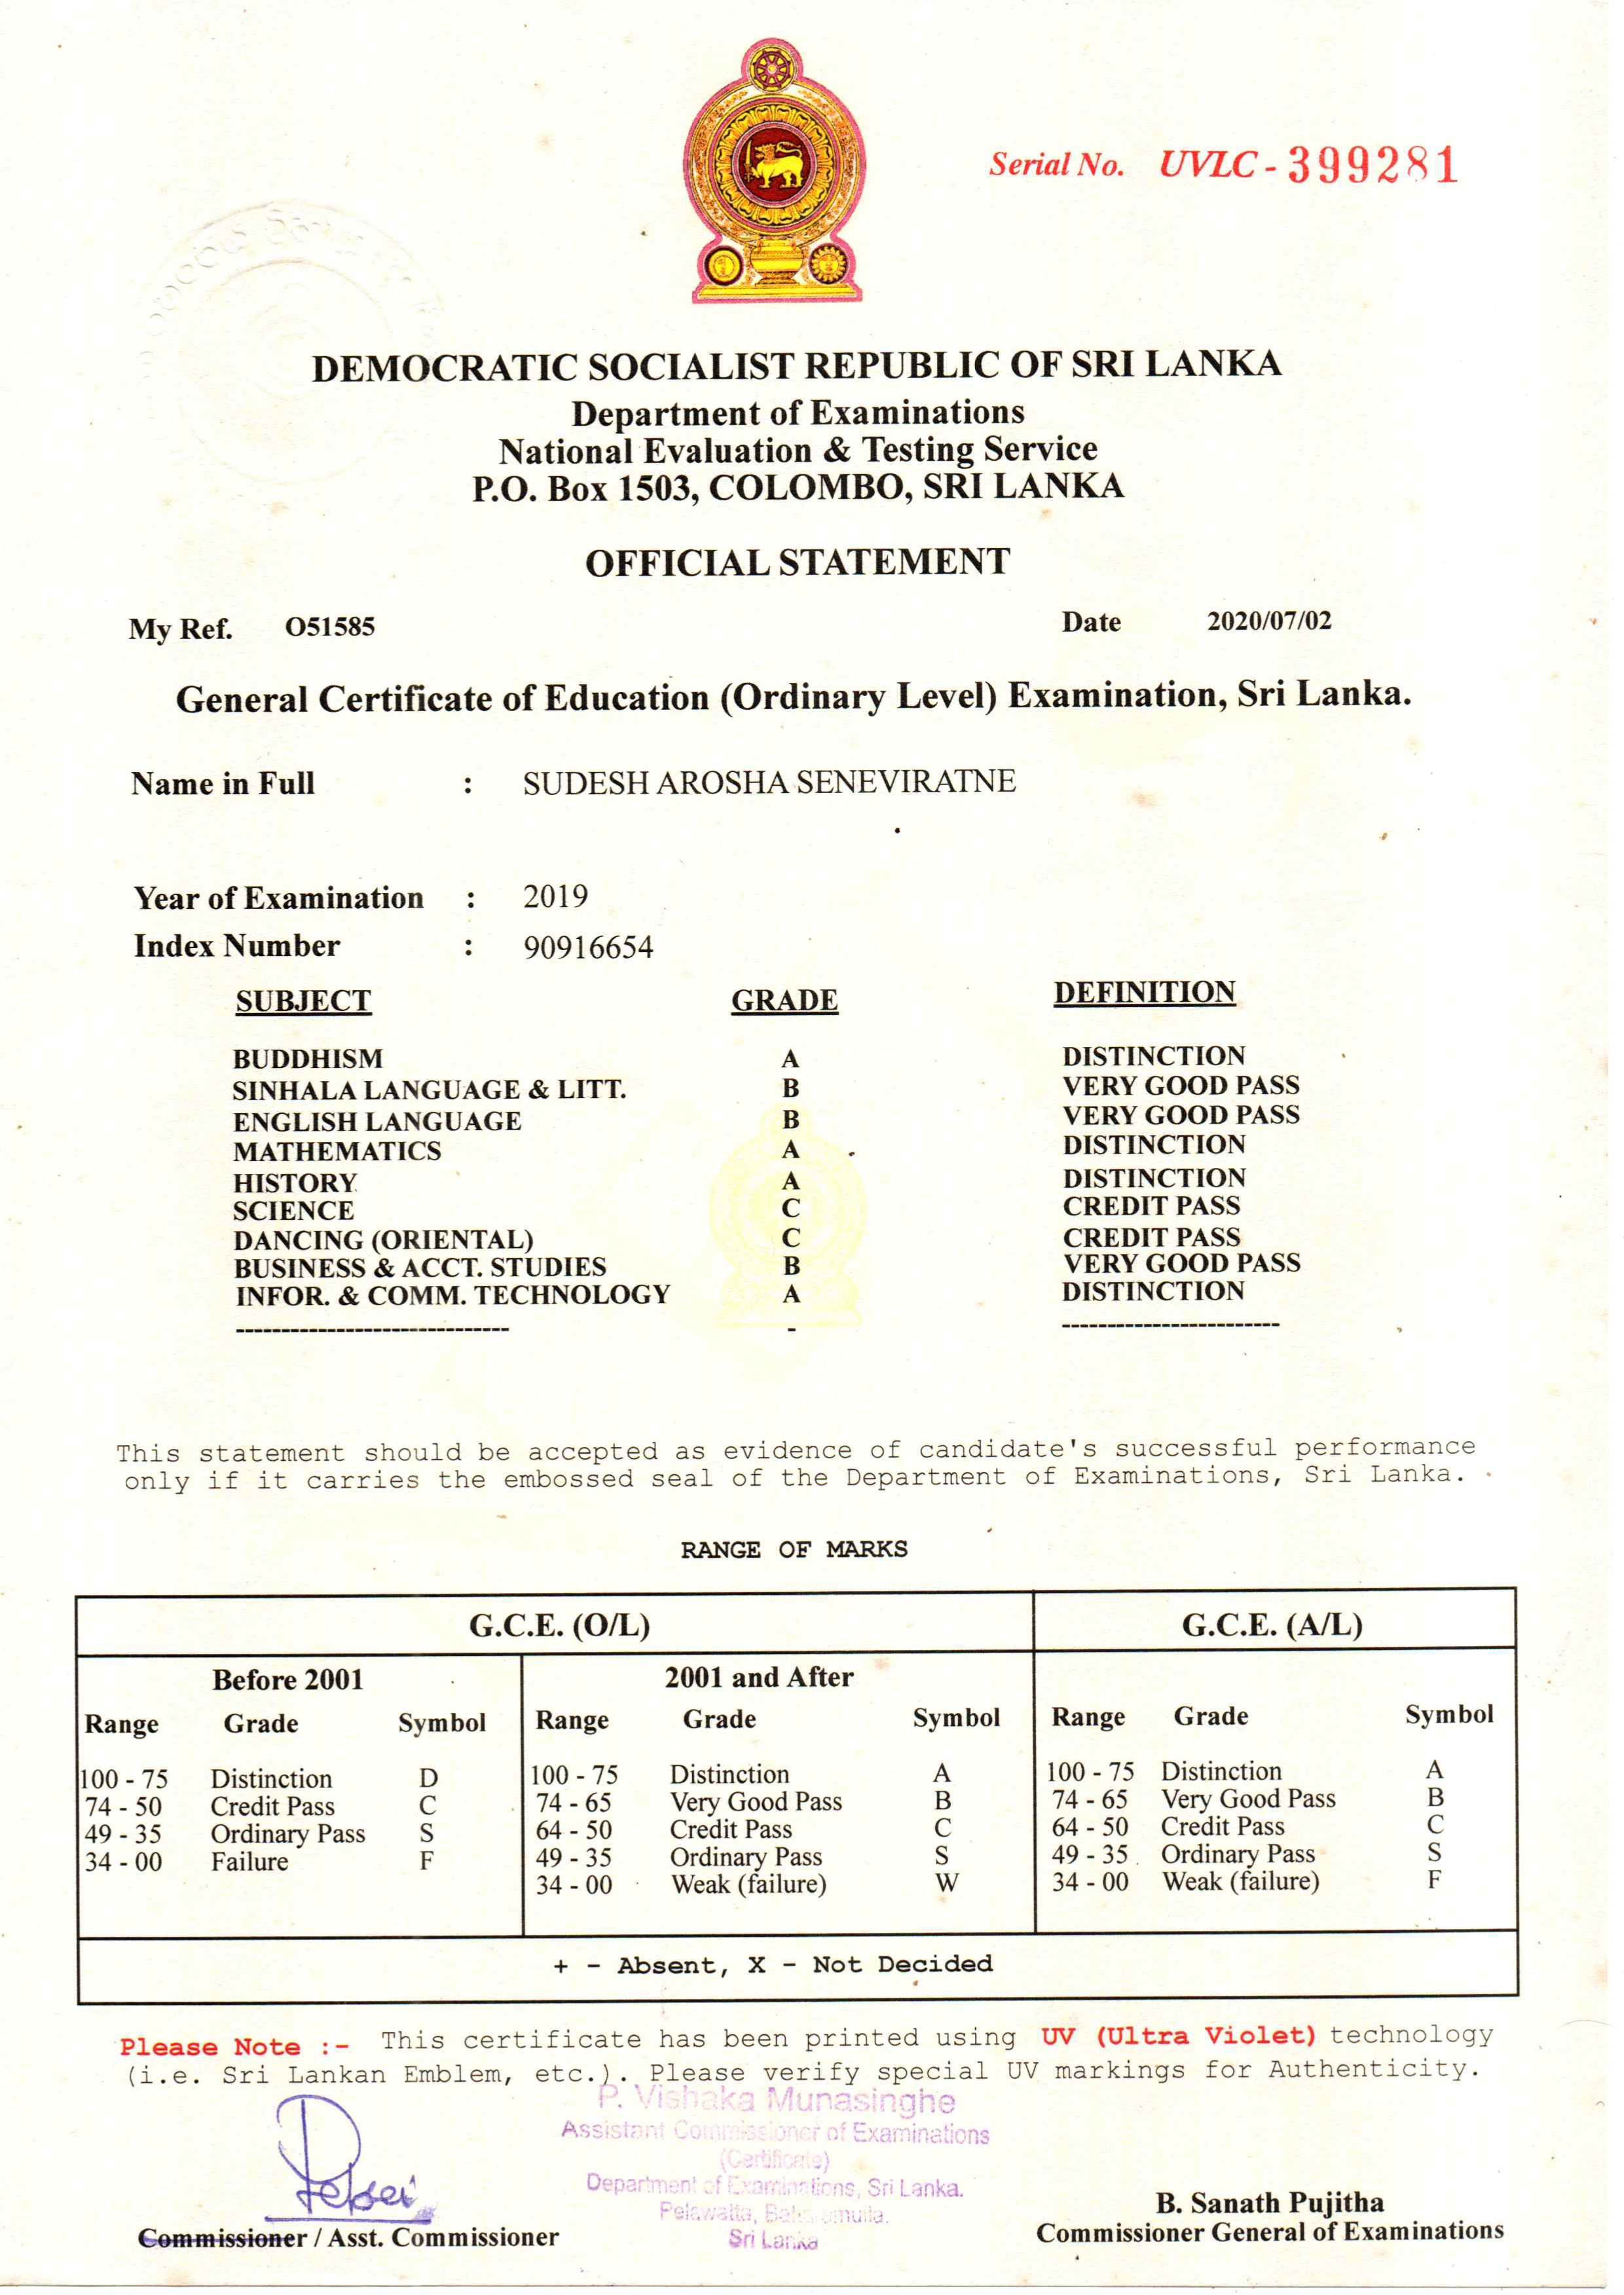 Serial No. UVLC - 399281
DEMOCRATIC SOCIALIST REPUBLIC OF SRI LANKA
Department of Examinations
National Evaluation & Testing Service
P.O. Box 1503, COLOMBO, SRI LANKA
OFFICIAL STATEMENT
My Ref. O51585 Date 2020/07/02
General Certificate of Education (Ordinary Level) Examination, Sri Lanka.
Name in Full : SUDESH AROSHA SENEVIRATNE
Year of Examination : 2019
Index Number : 90916654
SUBJECT GRADE DEFINITION
BUDDHISM A DISTINCTION
SINHALA LANGUAGE & LITT. B VERY GOOD PASS
ENGLISH LANGUAGE B VERY GOOD PASS
MATHEMATICS A DISTINCTION
HISTORY A DISTINCTION
SCIENCE C CREDIT PASS
DANCING (ORIENTAL) C CREDIT PASS
BUSINESS & ACCT. STUDIES B VERY GOOD PASS
INFOR. & COMM. TECHNOLOGY A DISTINCTION
------------------------------ - ------------------------
This statement should be accepted as evidence of candidate's successful performance
only if it carries the embossed seal of the Department of Examinations, Sri Lanka.
RANGE OF MARKS
G.C.E. (O/L) G.C.E. (A/L)
Before 2001 2001 and After
Range Grade Symbol Range Grade Symbol Range Grade Symbol
100 - 75 Distinction D 100 - 75 Distinction A 100 - 75 Distinction A
74 - 50 Credit Pass C 74 - 65 Very Good Pass B 74 - 65 Very Good Pass B
49 - 35 Ordinary Pass S 64 - 50 Credit Pass C 64 - 50 Credit Pass C
34 - 00 Failure F 49 - 35 Ordinary Pass S 49 - 35 Ordinary Pass S
34 - 00 Weak (failure) W 34 - 00 Weak (failure) F
+ - Absent, X - Not Decided
Please Note :- This certificate has been printed using UV (Ultra Violet) technology
(i.e. Sri Lankan Emblem, etc.). Please verify special UV markings for Authenticity.
P. Vishaka Munasinghe
Assistant Commissioner of Examinations
(Certificate)
Department of Examinations, Sri Lanka.
Pelawatta,
Sri Lanka
Commissioner / Asst. Commissioner
B. Sanath Pujitha
Commissioner General of Examinations